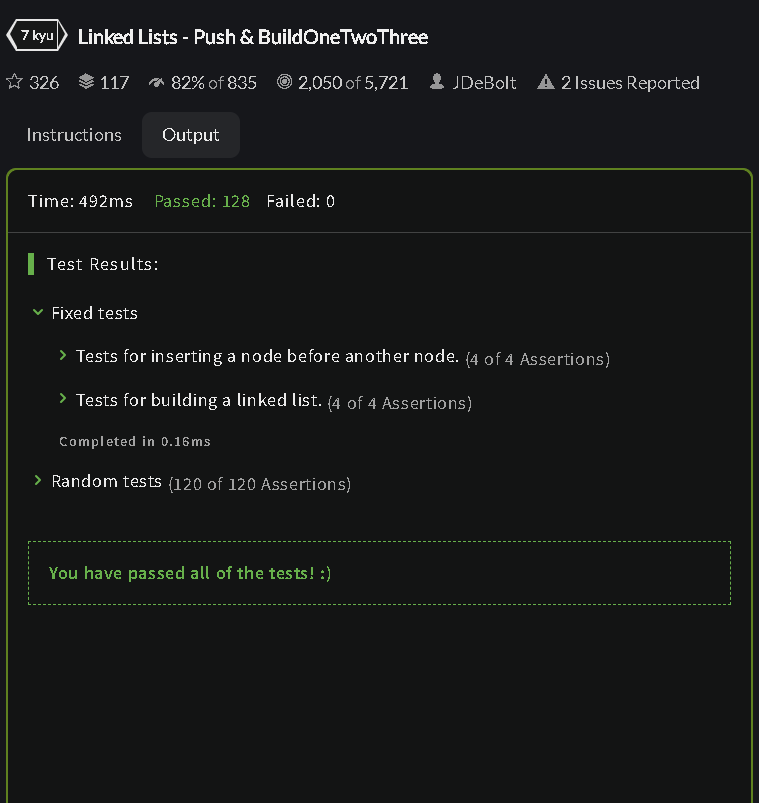 7 kyu Linked Lists - Push & BuildOneTwoThree
326 117 82% of 835 2,050 of 5,721 JDeBolt 2 Issues Reported
Instructions Output
Time: 492ms Passed: 128 Failed: 0
Test Results:
Fixed tests
Tests for inserting a node before another node. (4 of 4 Assertions)
Tests for building a linked list. (4 of 4 Assertions)
Completed in 0.16ms
Random tests (120 of 120 Assertions)
You have passed all of the tests! :)